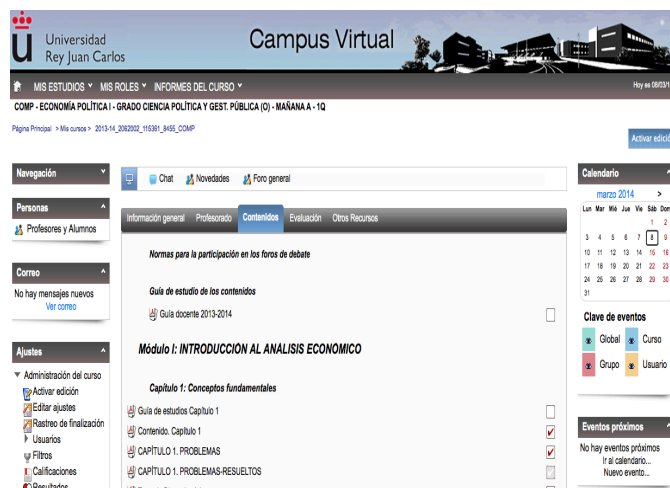 Universidad
Rey Juan Carlos
Campus Virtual
MIS ESTUDIOS
MIS ROLES
INFORMES DEL CURSO
Hoy es 08/03/1
COMP - ECONOMÍA POLÍTICA I - GRADO CIENCIA POLÍTICA Y GEST. PÚBLICA (O) - MAÑANA A - 1Q
Página Principal > Mis cursos > 2013-14_2062002_115361_8455_COMP
Activar edició
Navegación
Personas
Profesores y Alumnos
Correo
No hay mensajes nuevos
Ver correo
Ajustes
Administración del curso
Activar edición
Editar ajustes
Rastreo de finalización
Usuarios
Filtros
Calificaciones
Resultados
Chat
Novedades
Foro general
Información general
Profesorado
Contenidos
Evaluación
Otros Recursos
Normas para la participación en los foros de debate
Guía de estudio de los contenidos
Guía docente 2013-2014
Módulo I: INTRODUCCIÓN AL ANALISIS ECONÓMICO
Capítulo 1: Conceptos fundamentales
Guía de estudios Capítulo 1
Contenido. Capítulo 1
CAPÍTULO 1. PROBLEMAS
CAPÍTULO 1. PROBLEMAS-RESUELTOS
Calendario
marzo 2014 >
Lun Mar Mié Jue Vie Sáb Dom
1 2
3 4 5 6 7 8 9
10 11 12 13 14 15 16
17 18 19 20 21 22 23
24 25 26 27 28 29 30
31
Clave de eventos
Global
Curso
Grupo
Usuario
Eventos próximos
No hay eventos próximos
Ir al calendario...
Nuevo evento...